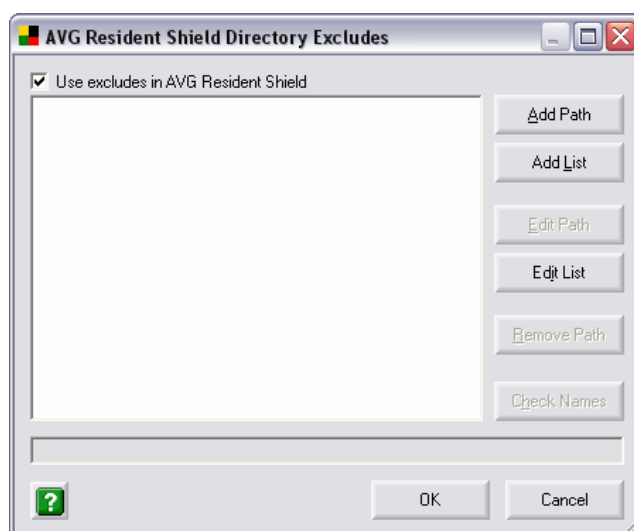 AVG Resident Shield Directory Excludes
Use excludes in AVG Resident Shield
Add Path
Add List
Edit Path
Edit List
Remove Path
Check Names
?
OK
Cancel